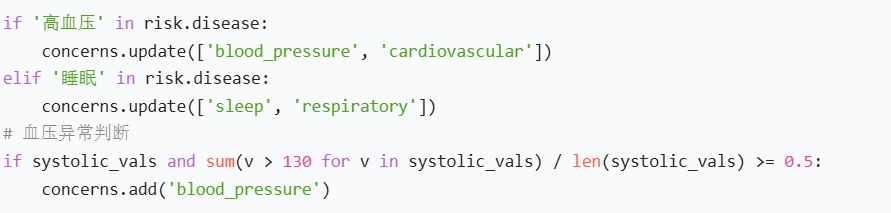 if '高血压' in risk.disease:
    concerns.update(['blood_pressure', 'cardiovascular'])
elif '睡眠' in risk.disease:
    concerns.update(['sleep', 'respiratory'])
# 血压异常判断
if systolic_vals and sum(v > 130 for v in systolic_vals) / len(systolic_vals) >= 0.5:
    concerns.add('blood_pressure')